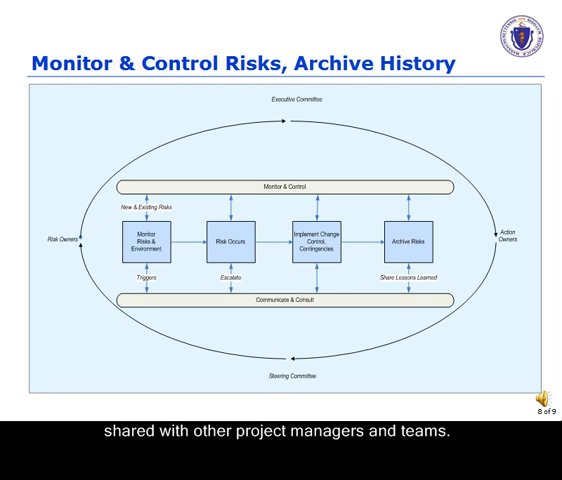 Monitor & Control Risks, Archive History
Executive Committee
Monitor & Control
New & Existing Risks
Risk Owners
Monitor
Risks &
Environment
Risk Occurs
Implement Change
Control,
Contingencies
Archive Risks
Action
Owners
Triggers
Escalate
Share Lessons Learned
Communicate & Consult
Steering Committee
8 of 9
shared with other project managers and teams.